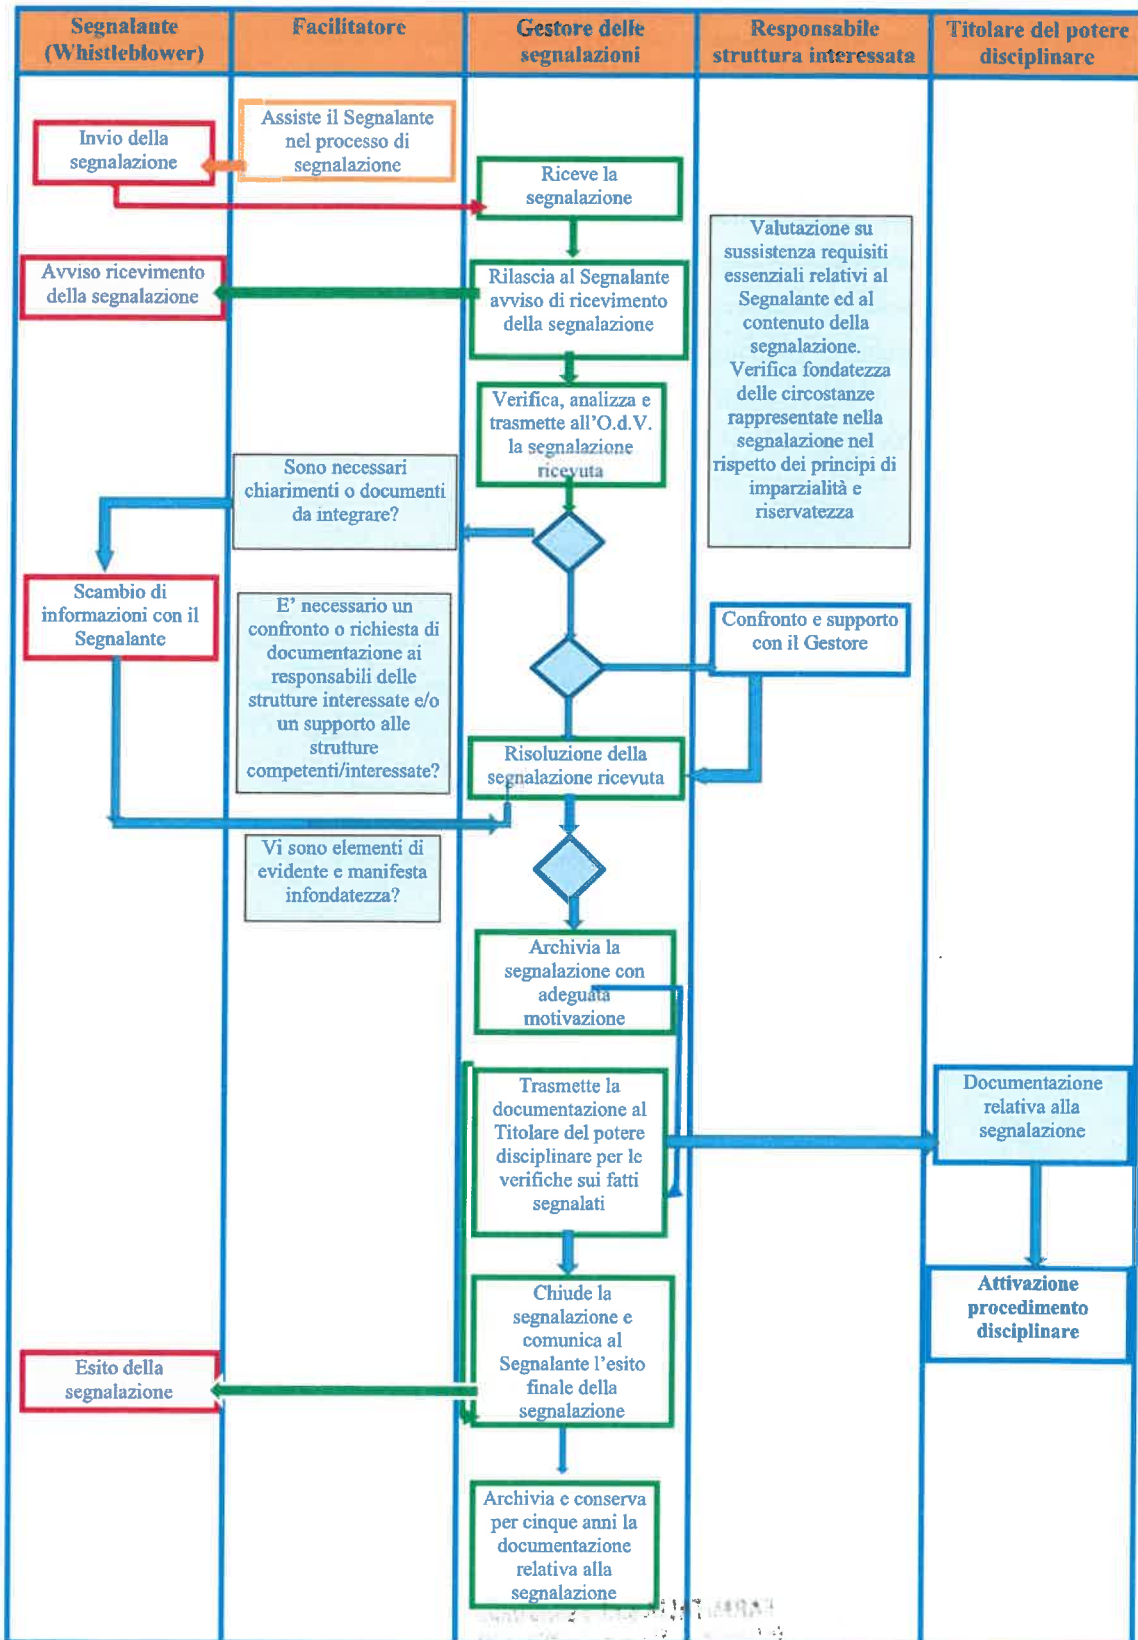 Segnalante
(Whistleblower)
Facilitatore
Gestore delle
segnalazioni
Responsabile
struttura interessata
Titolare del potere
disciplinare
Assiste il Segnalante
nel processo di
segnalazione
Invio della
segnalazione
Riceve la
segnalazione
Avviso ricevimento
della segnalazione
Rilascia al Segnalante
avviso di ricevimento
della segnalazione
Valutazione su
sussistenza requisiti
essenziali relativi al
Segnalante ed al
contenuto della
segnalazione.
Verifica fondatezza
delle circostanze
rappresentate nella
segnalazione nel
rispetto dei principi di
imparzialità e
riservatezza
Verifica, analizza e
trasmette all'O.d.V.
la segnalazione
ricevuta
Sono necessari
chiarimenti o documenti
da integrare?
Scambio di
informazioni con il
Segnalante
E' necessario un
confronto o richiesta di
documentazione ai
responsabili delle
strutture interessate e/o
un supporto alle
strutture
competenti/interessate?
Confronto e supporto
con il Gestore
Risoluzione della
segnalazione ricevuta
Vi sono elementi di
evidente e manifesta
infondatezza?
Archivia la
segnalazione con
adeguata
motivazione
Trasmette la
documentazione al
Titolare del potere
disciplinare per le
verifiche sui fatti
segnalati
Documentazione
relativa alla
segnalazione
Attivazione
procedimento
disciplinare
Chiude la
segnalazione e
comunica al
Segnalante l'esito
finale della
segnalazione
Esito della
segnalazione
Archivia e conserva
per cinque anni la
documentazione
relativa alla
segnalazione